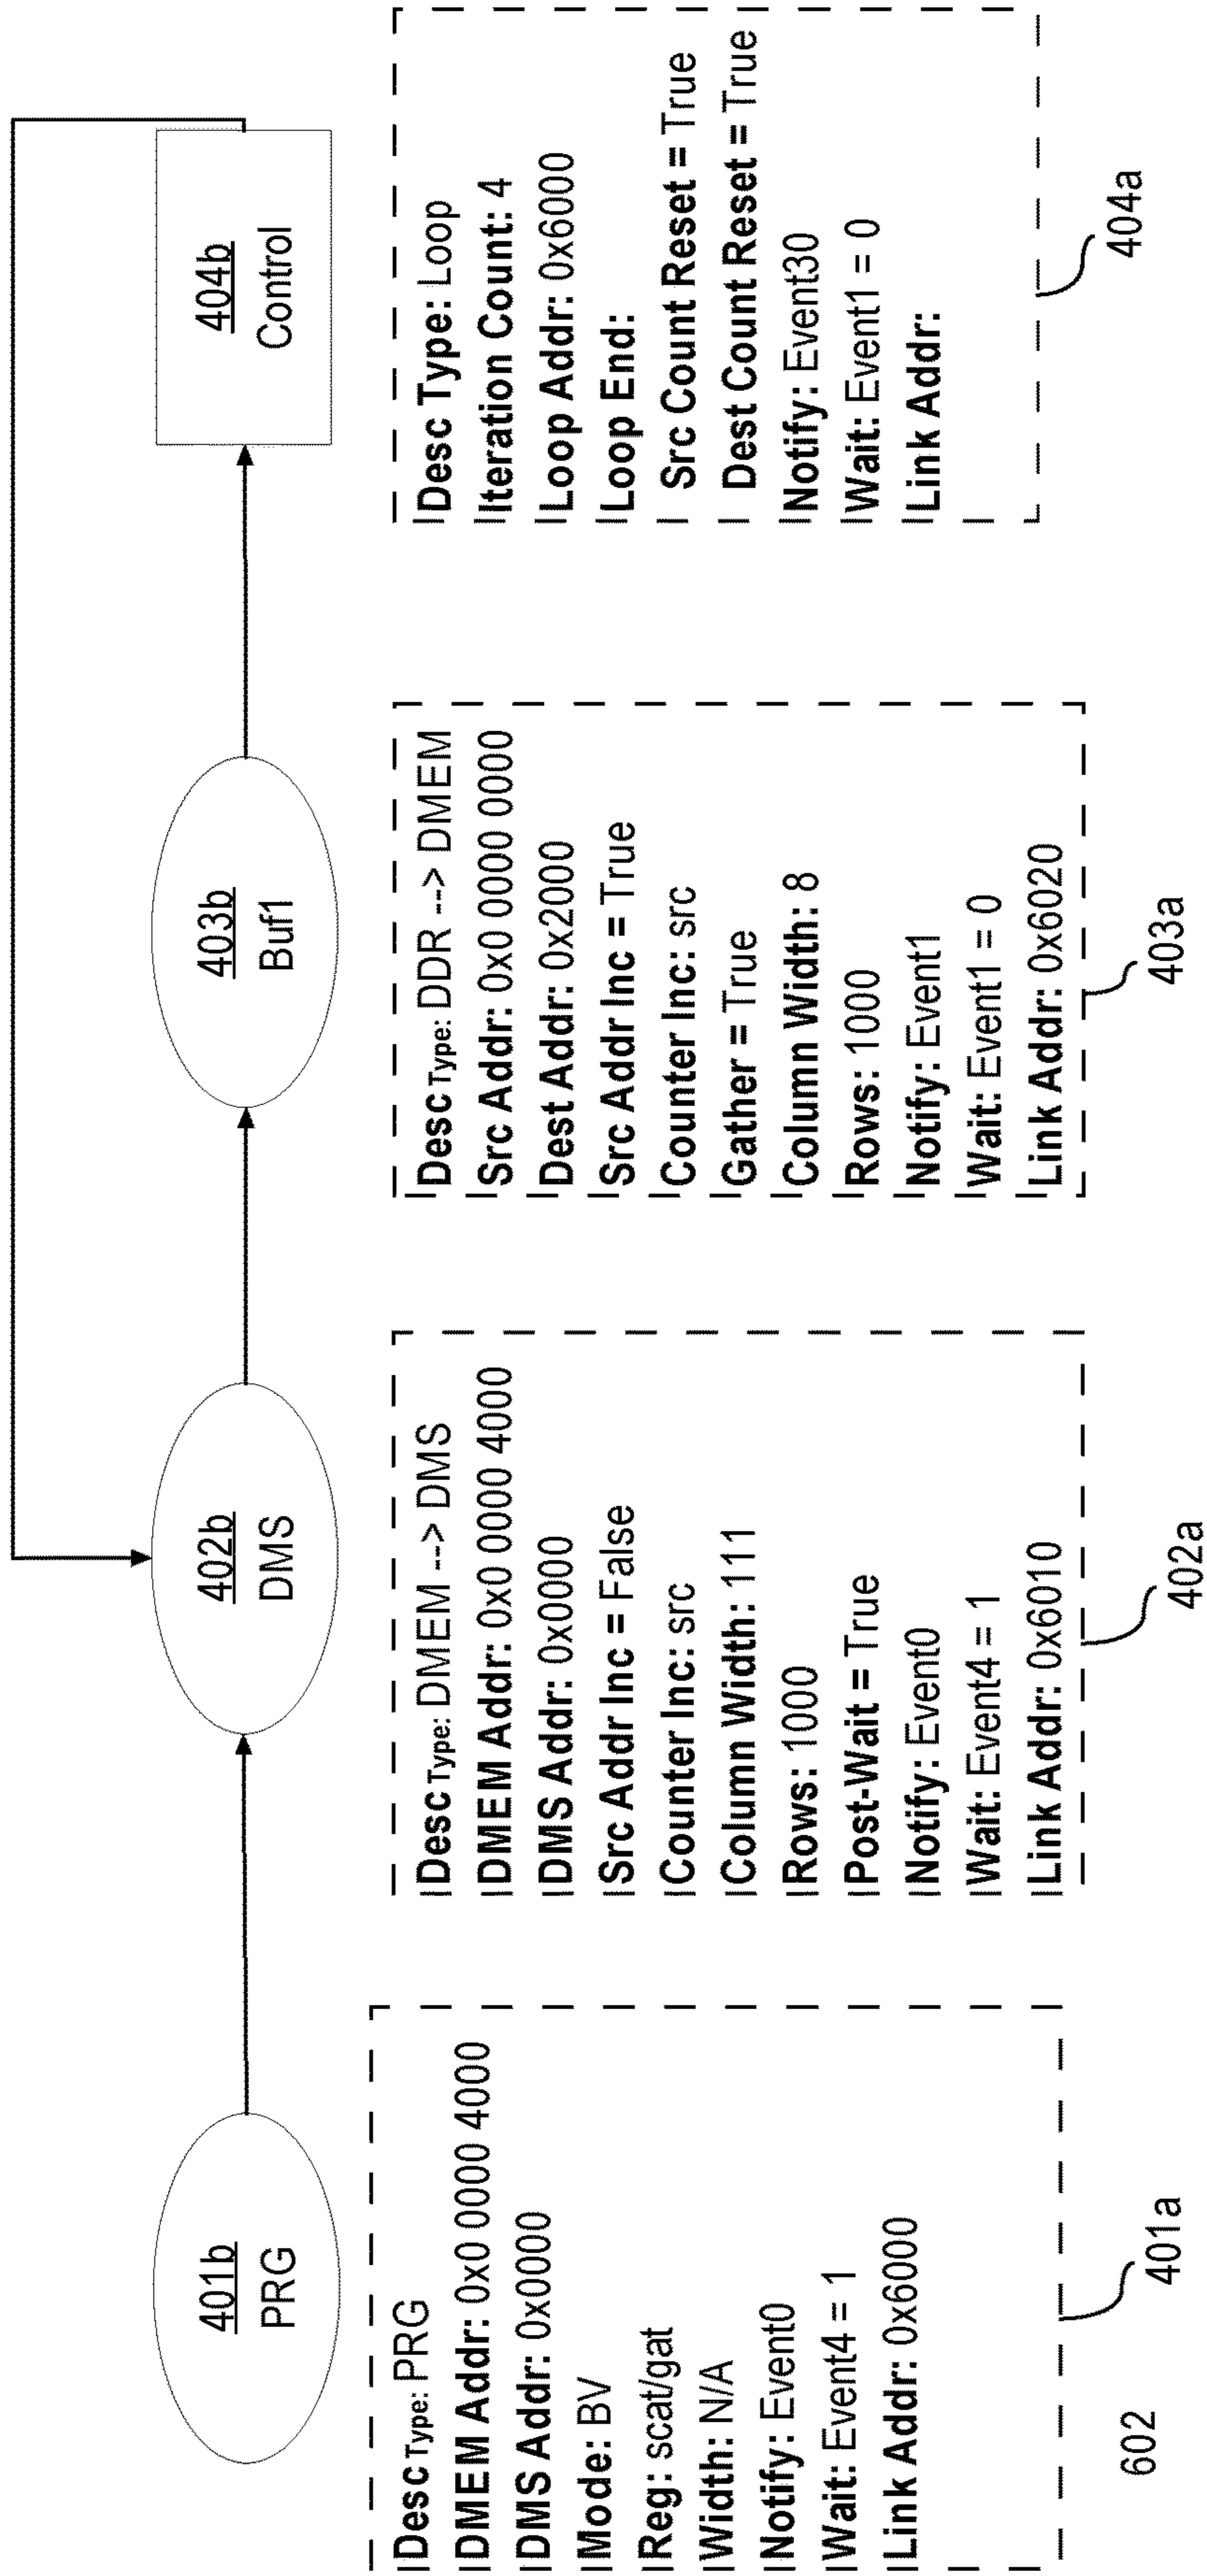 401b
PRG
402b
DMS
403b
Buf1
404b
Control
Desc Type: PRG
DMEM Addr: 0x0 0000 4000
DMS Addr: 0x0000
Mode: BV
Reg: scat/gat
Width: N/A
Notify: Event0
Wait: Event4 = 1
Link Addr: 0x6000
401a
602
Desc Type: DMEM --> DMS
DMEM Addr: 0x0 0000 4000
DMS Addr: 0x0000
Src Addr Inc = False
Counter Inc: src
Column Width: 111
Rows: 1000
Post-Wait = True
Notify: Event0
Wait: Event4 = 1
Link Addr: 0x6010
402a
Desc Type: DDR --> DMEM
Src Addr: 0x0 0000 0000
Dest Addr: 0x2000
Src Addr Inc = True
Counter Inc: src
Gather = True
Column Width: 8
Rows: 1000
Notify: Event1
Wait: Event1 = 0
Link Addr: 0x6020
403a
Desc Type: Loop
Iteration Count: 4
Loop Addr: 0x6000
Loop End:
Src Count Reset = True
Dest Count Reset = True
Notify: Event30
Wait: Event1 = 0
Link Addr:
404a